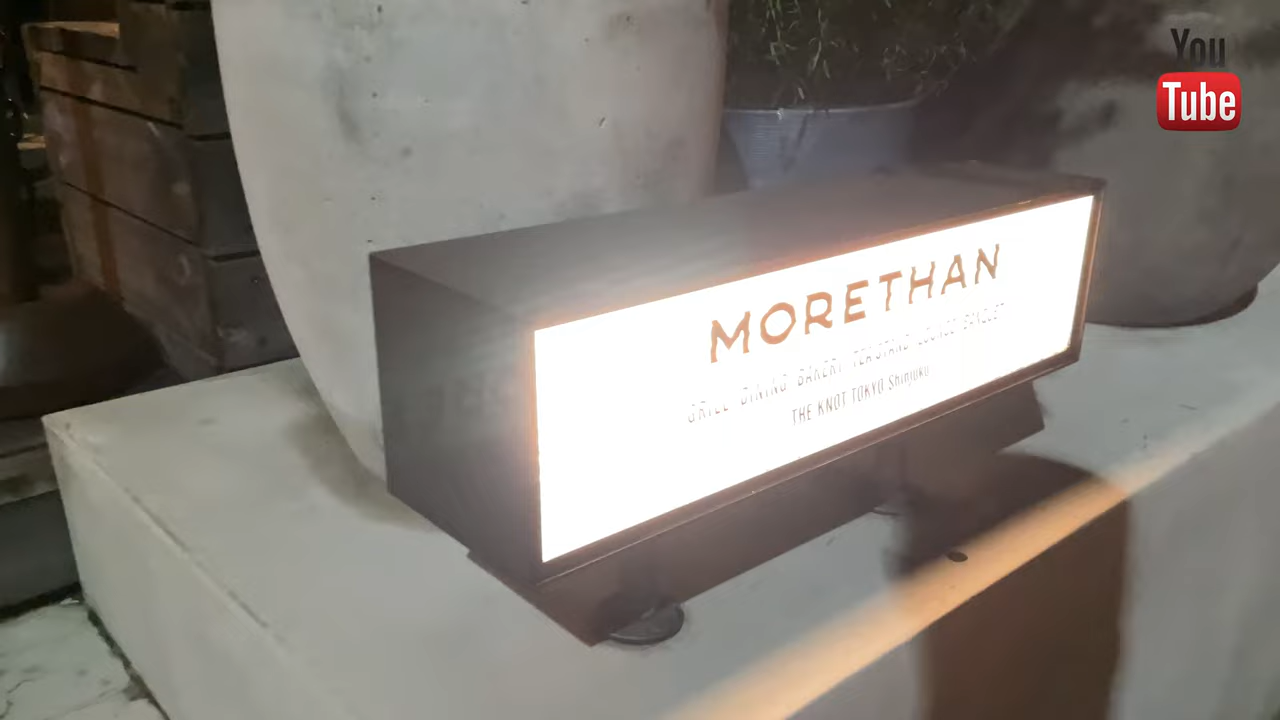 You
Tube
MORETHAN
GRILL DINING BAKERY TEA STAND LOUNGE BANQUET
THE KNOT TOKYO Shinjuku